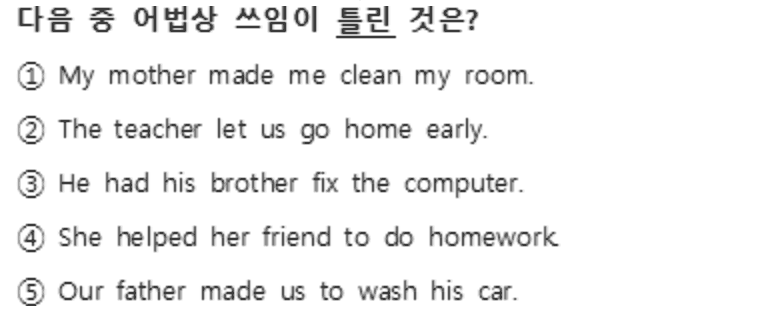 다음 중 어법상 쓰임이 틀린 것은?
① My mother made me clean my room.
② The teacher let us go home early.
③ He had his brother fix the computer.
④ She helped her friend to do homework.
⑤ Our father made us to wash his car.